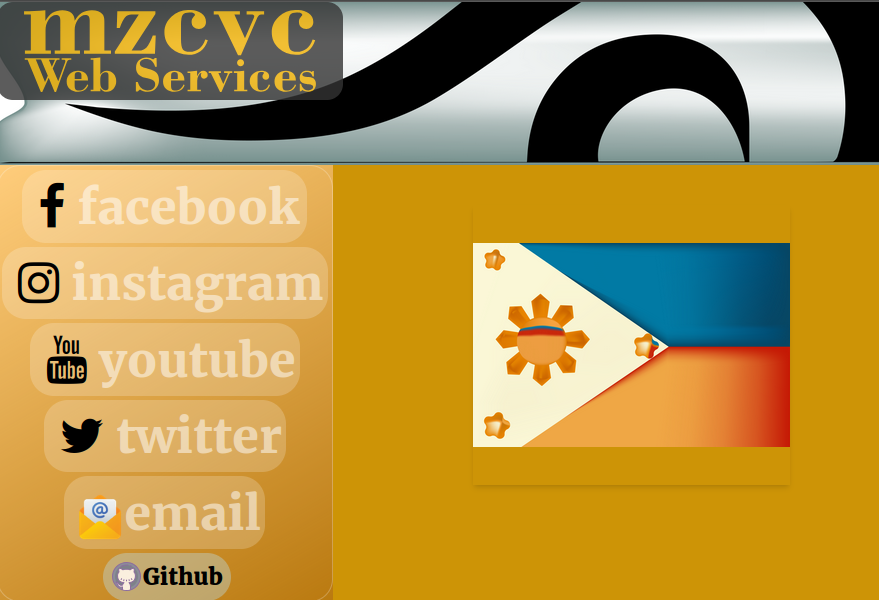 mzcvc
Web Services
facebook
instagram
You
Tube
youtube
twitter
@
email
Github